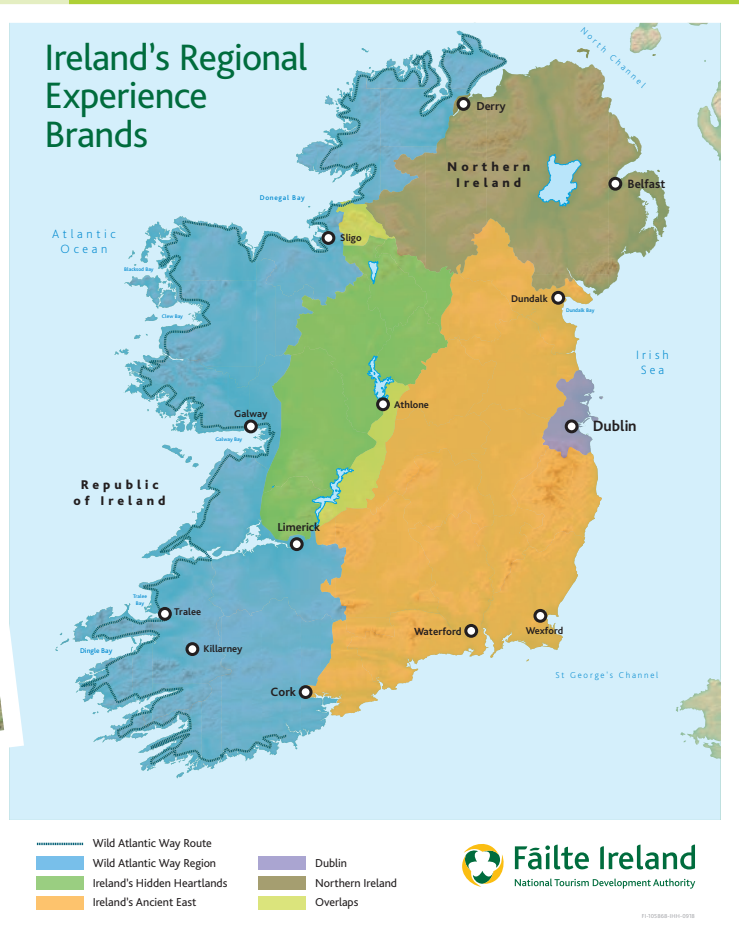 Ireland's Regional
Experience
Brands
North Channel
Derry
Northern
Ireland
Belfast
Donegal Bay
Atlantic
Ocean
Sligo
Blacksod Bay
Dundalk
Dundalk Bay
Clew Bay
Irish
Sea
Athlone
Galway
Dublin
Galway Bay
Republic
of Ireland
Limerick
Tralee
Bay
Tralee
Waterford
Wexford
Dingle Bay
Killarney
St George's Channel
Cork
Wild Atlantic Way Route
Wild Atlantic Way Region
Ireland's Hidden Heartlands
Ireland's Ancient East
Dublin
Northern Ireland
Overlaps
Fáilte Ireland
National Tourism Development Authority